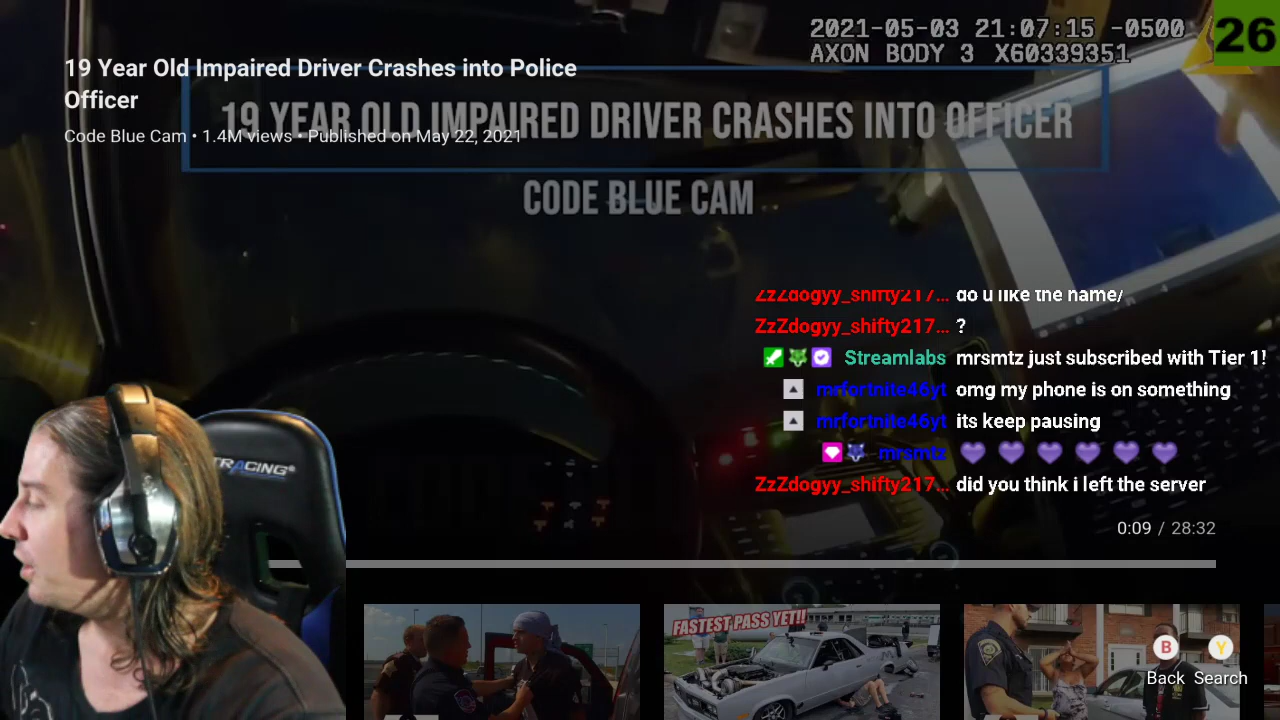 2021-05-03 21:07:15 -0500
AXON BODY 3 X60339351
26
19 Year Old Impaired Driver Crashes into Police
Officer
Code Blue Cam • 1.4M views • Published on May 22, 2021
19 YEAR OLD IMPAIRED DRIVER CRASHES INTO OFFICER
CODE BLUE CAM
ZzZdogyy_shifty217... do u like the name/
ZzZdogyy_shifty217... ?
Streamlabs mrsmtz just subscribed with Tier 1!
mrfortnite46yt omg my phone is on something
mrfortnite46yt its keep pausing
mrsmtz 💜 💜 💜 💜 💜 💜
ZzZdogyy_shifty217... did you think i left the server
TRACING®
0:09 / 28:32
FASTEST PASS YET!!
B Y
Back Search